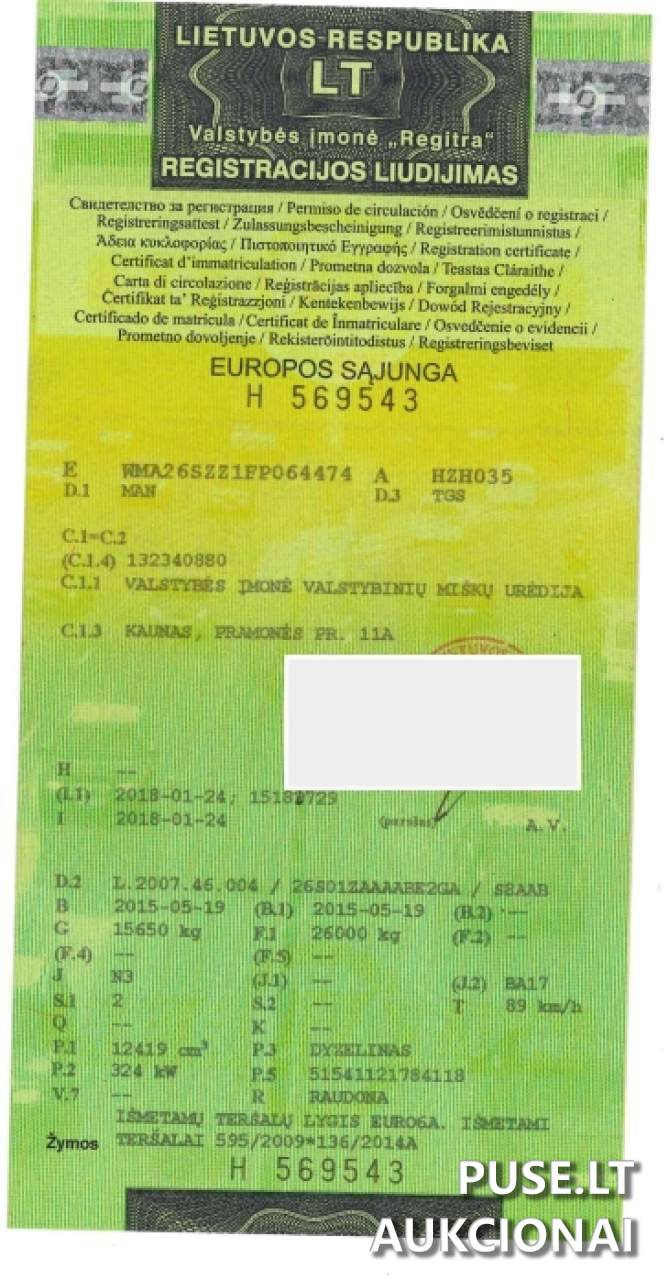 LIETUVOS RESPUBLIKA
LT
Valstybės įmonė „Regitra“
REGISTRACIJOS LIUDIJIMAS
Свидетелство за регистрация / Permiso de circulación / Osvědčení o registraci /
Registreringsattest / Zulassungsbescheinigung / Registreerimistunnistus /
Άδεια κυκλοφορίας / Πιστοποιητικό Εγγραφής / Registration certificate /
Certificat d'immatriculation / Prometna dozvola / Teastas Cláraithe /
Carta di circolazione / Reģistrācijas apliecība / Forgalmi engedély /
Ċertifikat ta' Reġistrazzjoni / Kentekenbewijs / Dowód Rejestracyjny /
Certificado de matrícula / Certificat de Înmatriculare / Osvedčenie o evidencii /
Prometno dovoljenje / Rekisteröintitodistus / Registreringsbeviset
EUROPOS SĄJUNGA
H 569543
E WMA26SZZ1FP064474 A HZH035
D.1 MAN D.3 TGS
C.1=C.2
(C.1.4) 132340880
C.1.1 VALSTYBĖS ĮMONĖ VALSTYBINIŲ MIŠKŲ URĖDIJA
C.1.3 KAUNAS, PRAMONĖS PR. 11A
H --
(I.1) 2018-01-24;
I 2018-01-24 (parašas) A.V.
D.2 L.2007.46.004 / 26S01ZAAAABE2GA / S8AAB
B 2015-05-19 (B.1) 2015-05-19 (B.2) --
G 15650 kg F.1 26000 kg (F.2) --
(F.4) -- (F.5) --
J N3 (J.1) -- (J.2) BA17
S.1 2 S.2 -- T 89 km/h
Q -- K --
P.1 12419 cm³ P.3 DYZELINAS
P.2 324 kW P.5 51541121784118
V.7 -- R RAUDONA
IŠMETAMŲ TERŠALŲ LYGIS EURO6A. IŠMETAMI
Žymos TERŠALAI 595/2009*136/2014A
H 569543
PUSE.LT
AUKCIONAI